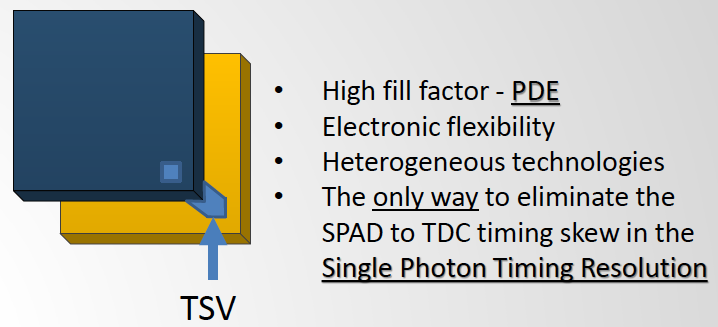 • High fill factor - PDE
• Electronic flexibility
• Heterogeneous technologies
• The only way to eliminate the
SPAD to TDC timing skew in the
Single Photon Timing Resolution
TSV